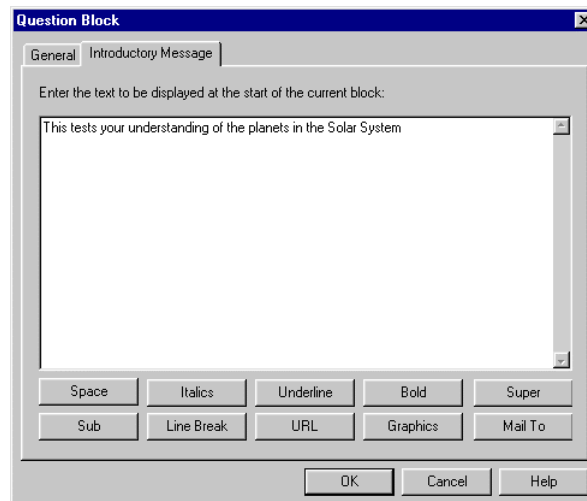 Question Block
General Introductory Message
Enter the text to be displayed at the start of the current block:
This tests your understanding of the planets in the Solar System
Space Italics Underline Bold Super
Sub Line Break URL Graphics Mail To
OK Cancel Help